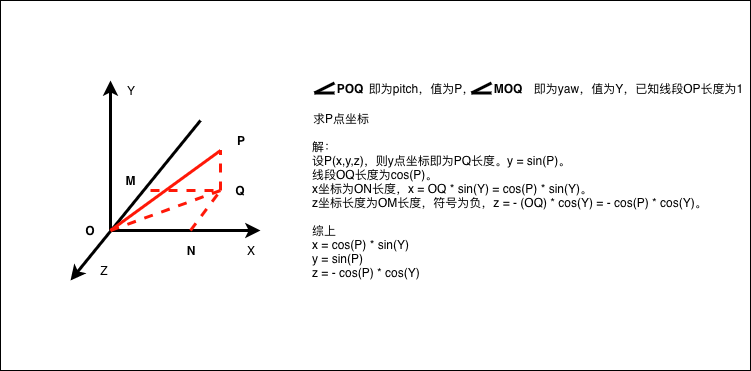 Y
P
M
Q
O
N
X
Z
∠POQ 即为pitch，值为P，∠MOQ 即为yaw，值为Y，已知线段OP长度为1
求P点坐标
解：
设P(x,y,z)，则y点坐标即为PQ长度。y = sin(P)。
线段OQ长度为cos(P)。
x坐标为ON长度，x = OQ * sin(Y) = cos(P) * sin(Y)。
z坐标长度为OM长度，符号为负，z = - (OQ) * cos(Y) = - cos(P) * cos(Y)。
综上
x = cos(P) * sin(Y)
y = sin(P)
z = - cos(P) * cos(Y)